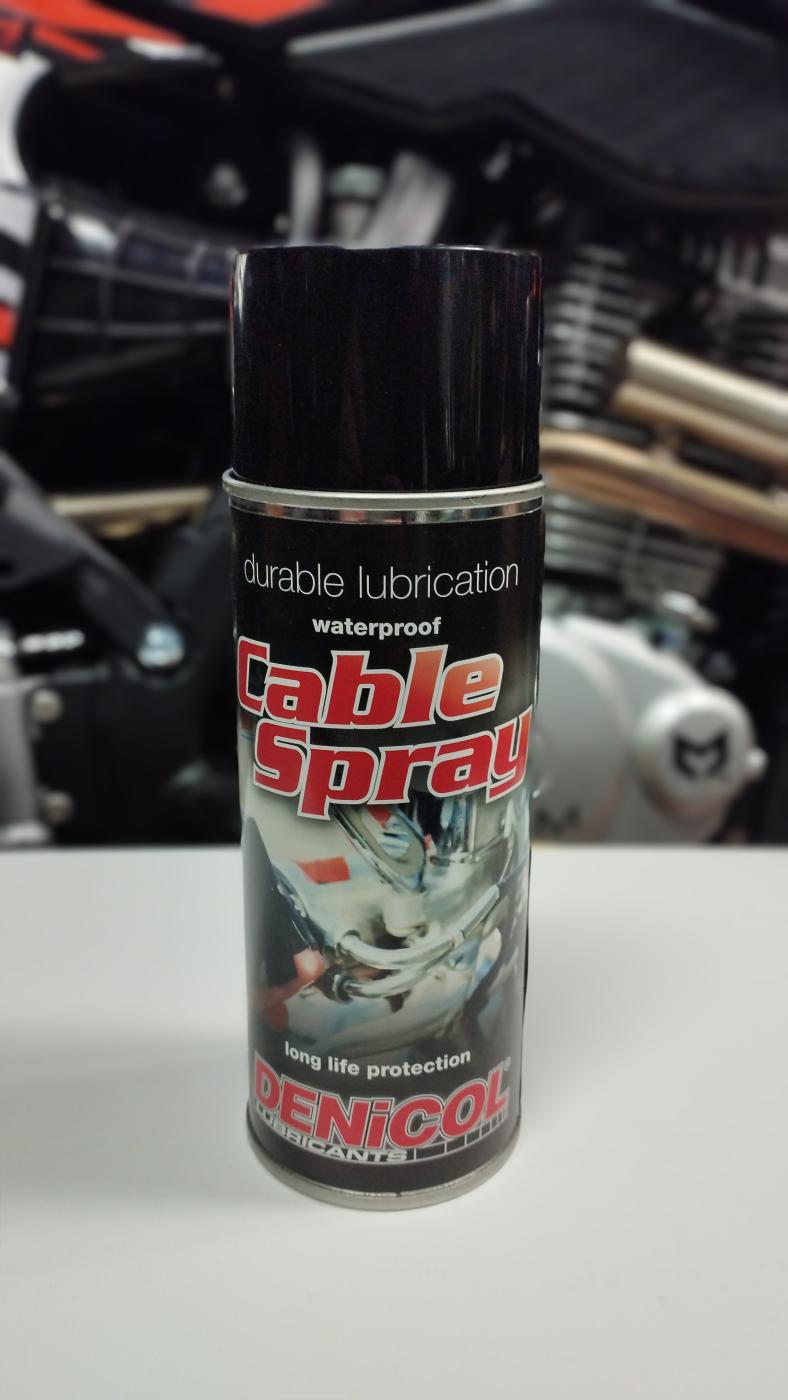 durable lubrication
waterproof
Cable
Spray
long life protection
DENiCOL®
LUBRICANTS